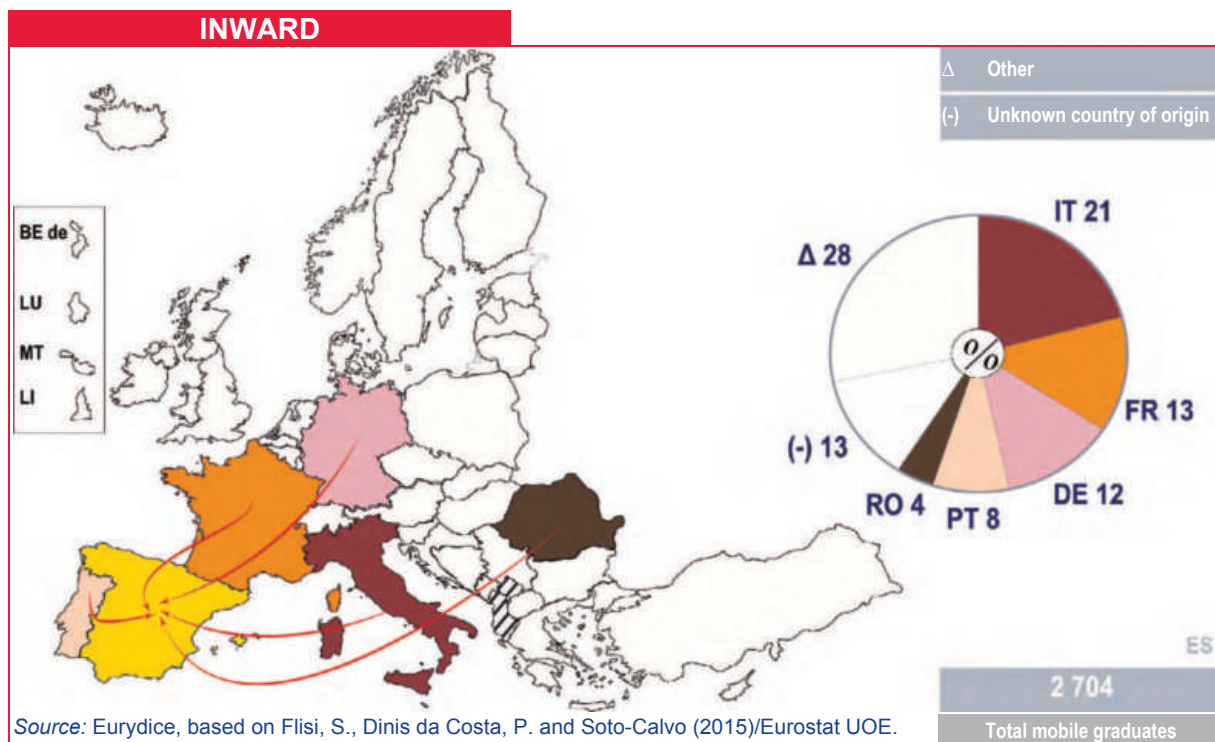 INWARD
Δ Other
(-) Unknown country of origin
BE de
LU
MT
LI
IT 21
Δ 28
%
FR 13
(-) 13
DE 12
RO 4
PT 8
ES
2 704
Total mobile graduates
Source: Eurydice, based on Flisi, S., Dinis da Costa, P. and Soto-Calvo (2015)/Eurostat UOE.